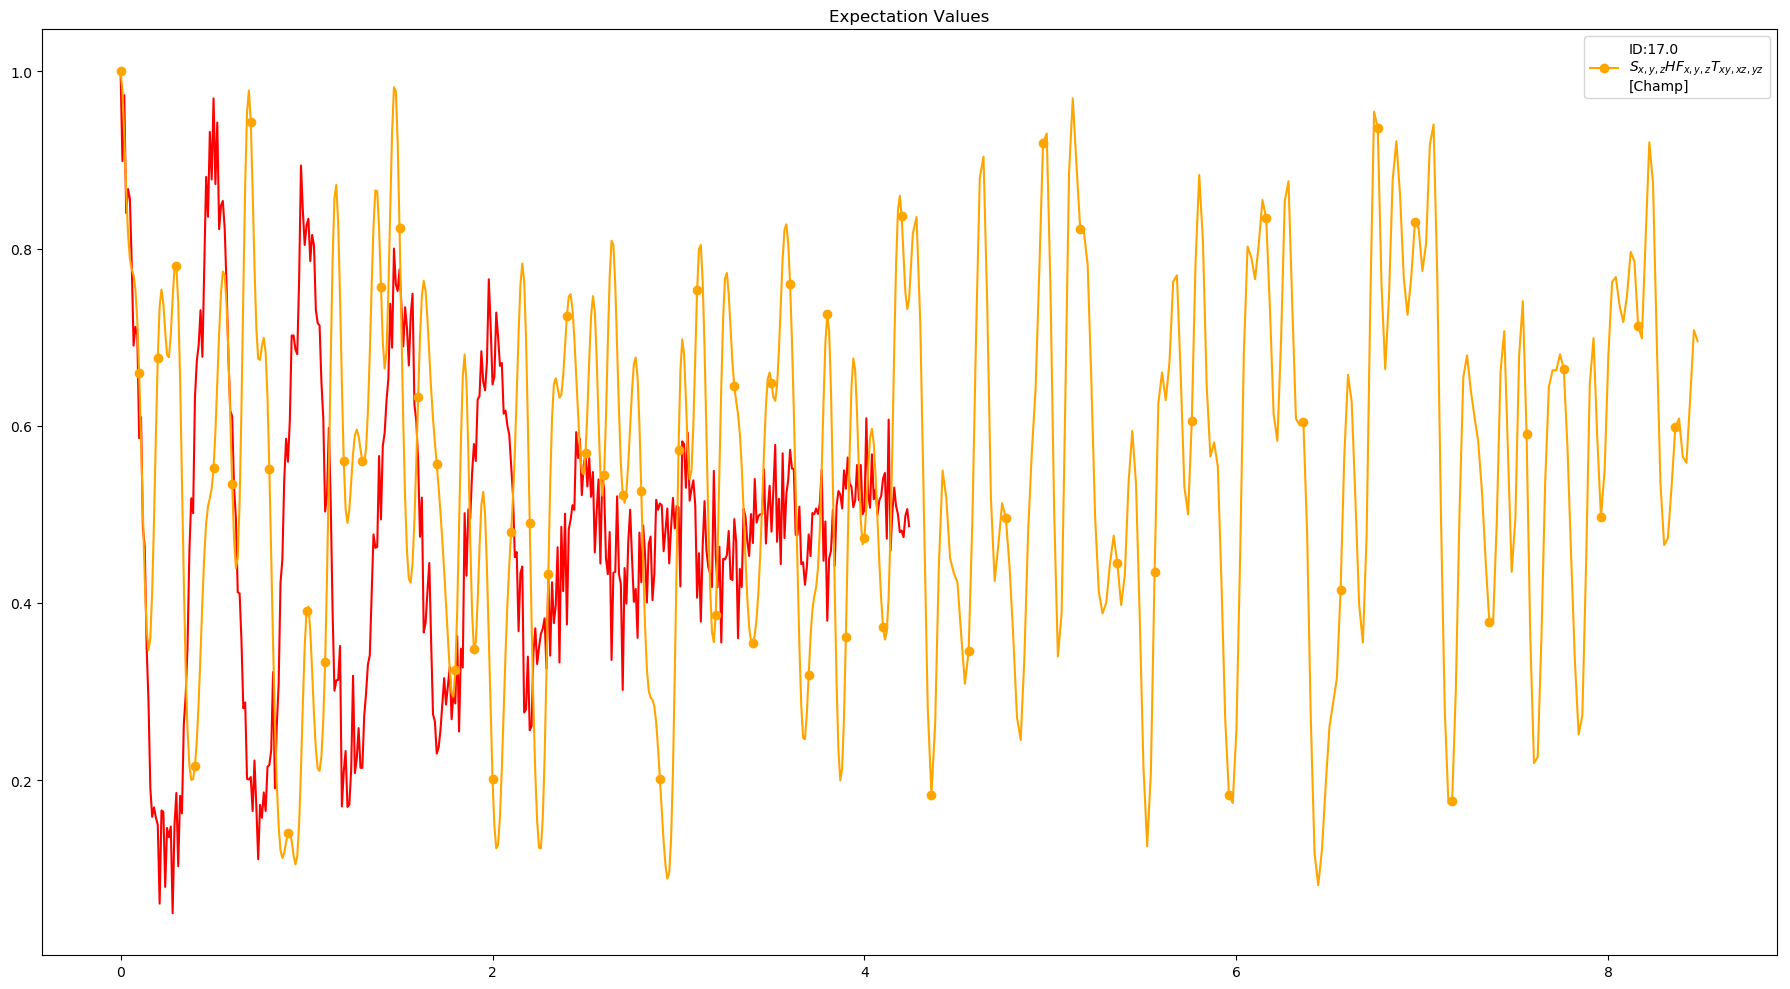 Expectation Values
ID:17.0
S_{x,y,z}HF_{x,y,z}T_{xy,xz,yz}
[Champ]
1.0
0.8
0.6
0.4
0.2
0 2 4 6 8